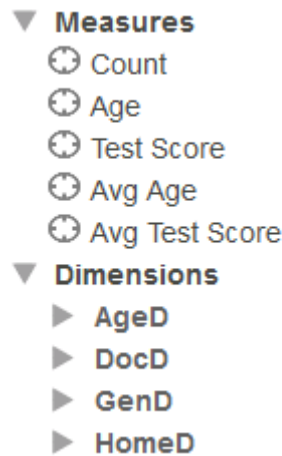 Measures
Count
Age
Test Score
Avg Age
Avg Test Score
Dimensions
AgeD
DocD
GenD
HomeD